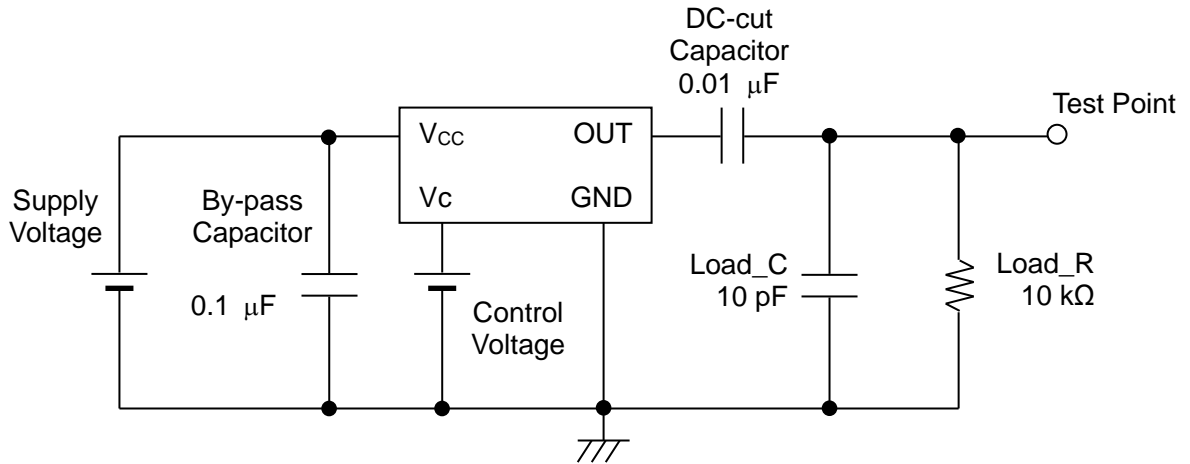 DC-cut
Capacitor
0.01 μF
Test Point
VCC
OUT
Vc
GND
Supply
Voltage
By-pass
Capacitor
0.1 μF
Control
Voltage
Load_C
10 pF
Load_R
10 kΩ